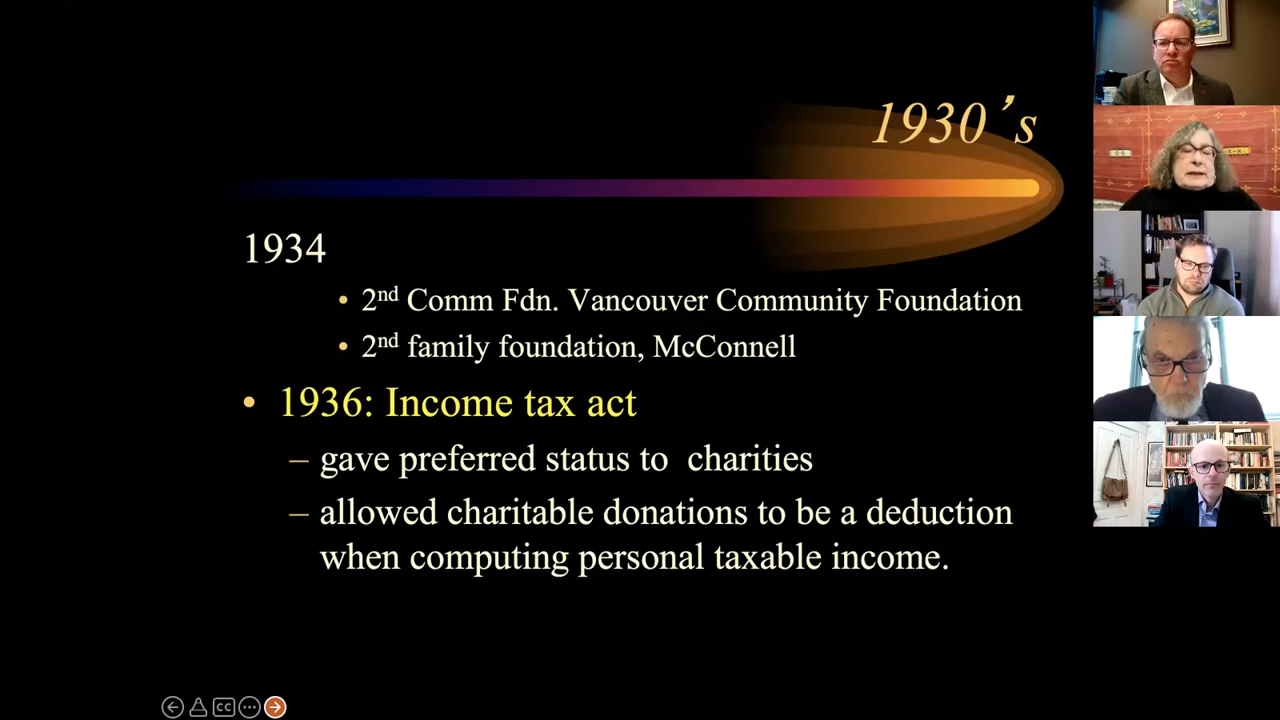 1930's
1934
• 2nd Comm Fdn. Vancouver Community Foundation
• 2nd family foundation, McConnell
• 1936: Income tax act
– gave preferred status to charities
– allowed charitable donations to be a deduction
when computing personal taxable income.
CC